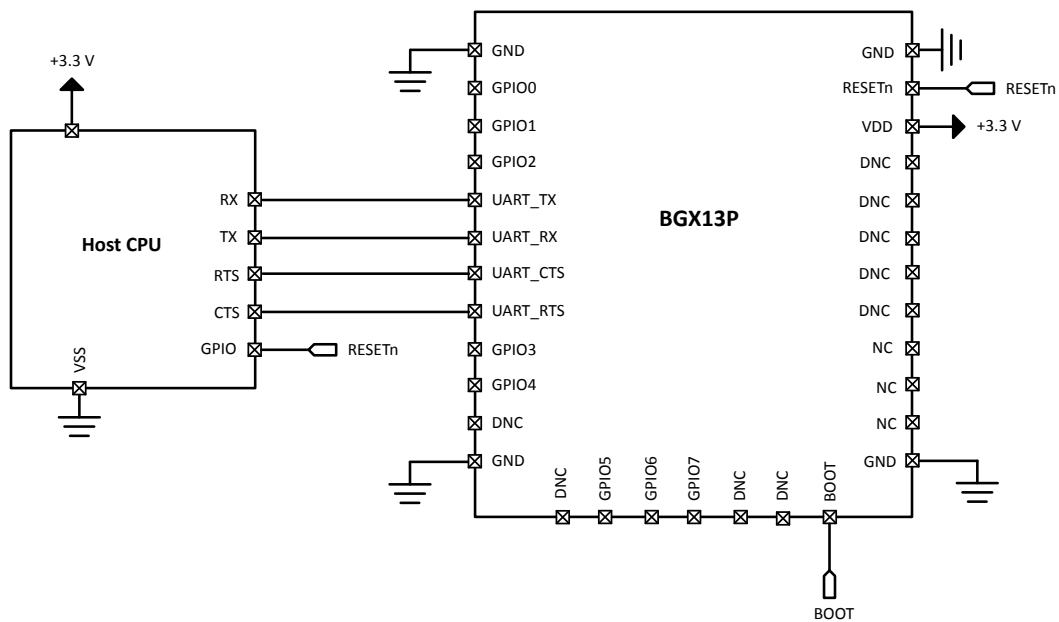 +3.3 V
Host CPU
RX
TX
RTS
CTS
GPIO
VSS
RESETn
BGX13P
GND
GPIO0
GPIO1
GPIO2
UART_TX
UART_RX
UART_CTS
UART_RTS
GPIO3
GPIO4
DNC
GND
DNC
GPIO5
GPIO6
GPIO7
DNC
DNC
BOOT
BOOT
GND
RESETn
RESETn
VDD
+3.3 V
DNC
DNC
DNC
DNC
DNC
NC
NC
NC
GND